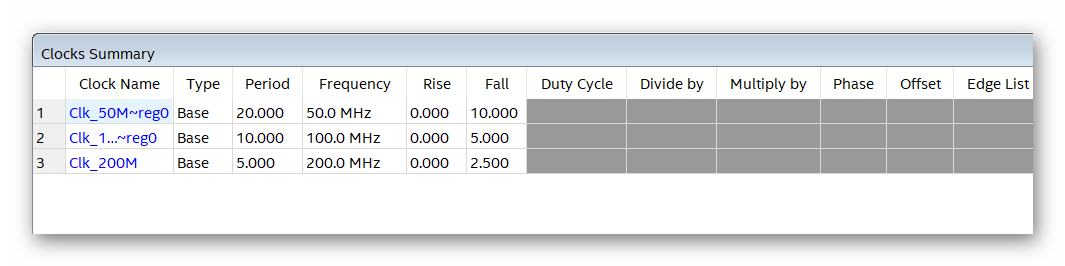 Clocks Summary
Clock Name Type Period Frequency Rise Fall Duty Cycle Divide by Multiply by Phase Offset Edge List
1 Clk_50M~reg0 Base 20.000 50.0 MHz 0.000 10.000
2 Clk_1...~reg0 Base 10.000 100.0 MHz 0.000 5.000
3 Clk_200M Base 5.000 200.0 MHz 0.000 2.500